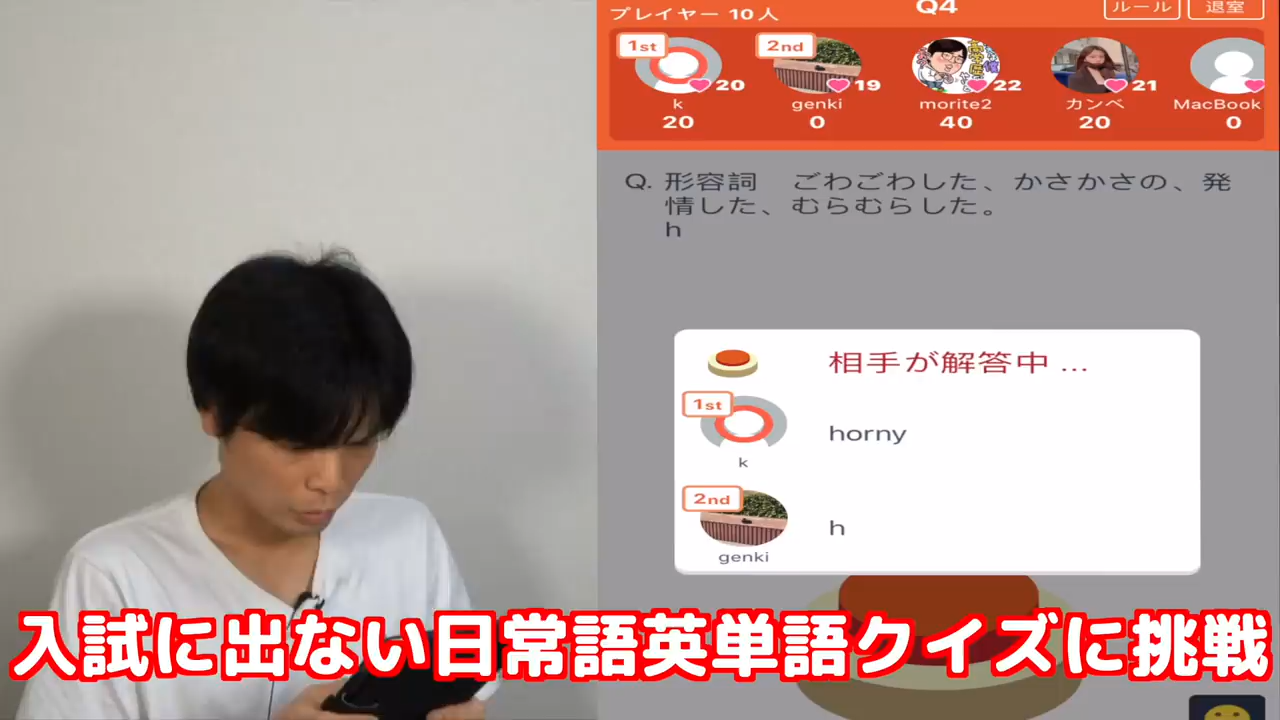 プレイヤー 10人
Q4
ルール
退室
1st
20
k
20
2nd
19
genki
0
22
morite2
40
21
カンベ
20
MacBook
0
Q. 形容詞　ごわごわした、かさかさの、発
情した、むらむらした。
h
相手が解答中 ...
1st
horny
k
2nd
h
genki
入試に出ない日常語英単語クイズに挑戦